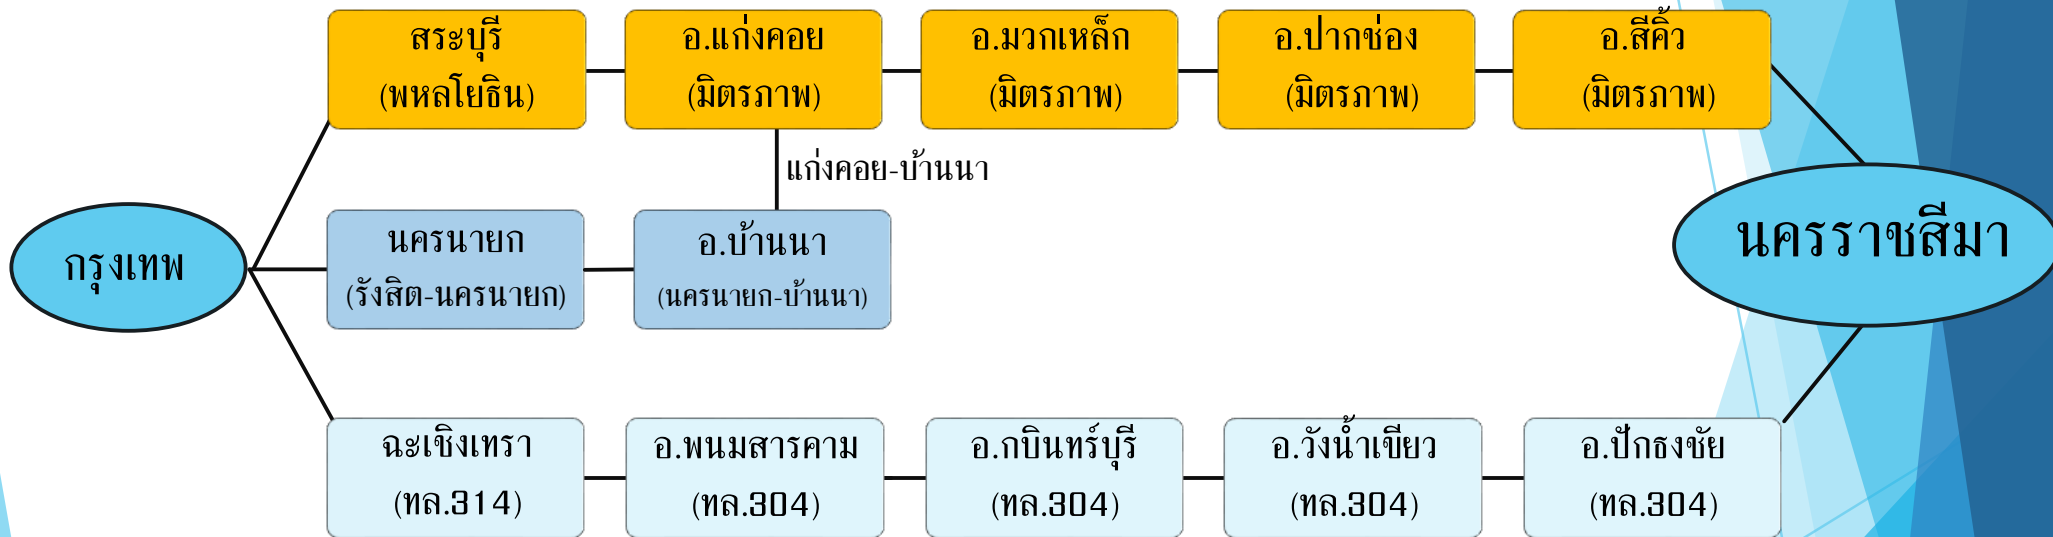 สระบุรี
(พหลโยธิน)
อ.แก่งคอย
(มิตรภาพ)
อ.มวกเหล็ก
(มิตรภาพ)
อ.ปากช่อง
(มิตรภาพ)
อ.สีคิ้ว
(มิตรภาพ)
แก่งคอย-บ้านนา
กรุงเทพ
นครนายก
(รังสิต-นครนายก)
อ.บ้านนา
(นครนายก-บ้านนา)
นครราชสีมา
ฉะเชิงเทรา
(ทล.314)
อ.พนมสารคาม
(ทล.304)
อ.กบินทร์บุรี
(ทล.304)
อ.วังน้ำเขียว
(ทล.304)
อ.ปักธงชัย
(ทล.304)